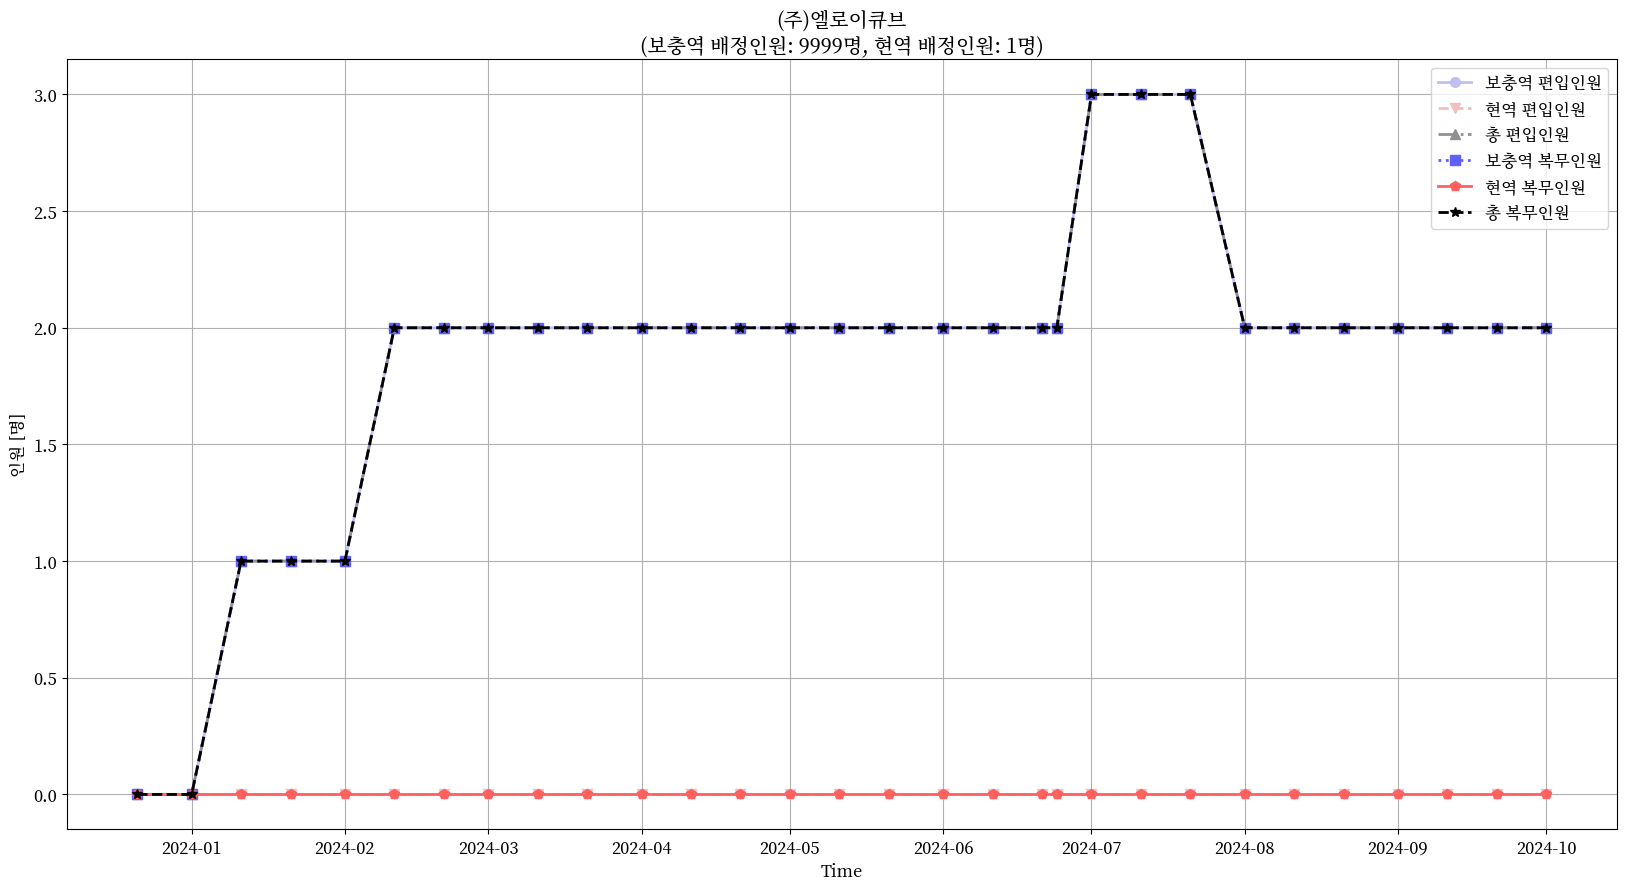 (주)엘로이큐브
(보충역 배정인원: 9999명, 현역 배정인원: 1명)
보충역 편입인원
현역 편입인원
총 편입인원
보충역 복무인원
현역 복무인원
총 복무인원
인원 [명]
3.0
2.5
2.0
1.5
1.0
0.5
0.0
2024-01 2024-02 2024-03 2024-04 2024-05 2024-06 2024-07 2024-08 2024-09 2024-10
Time